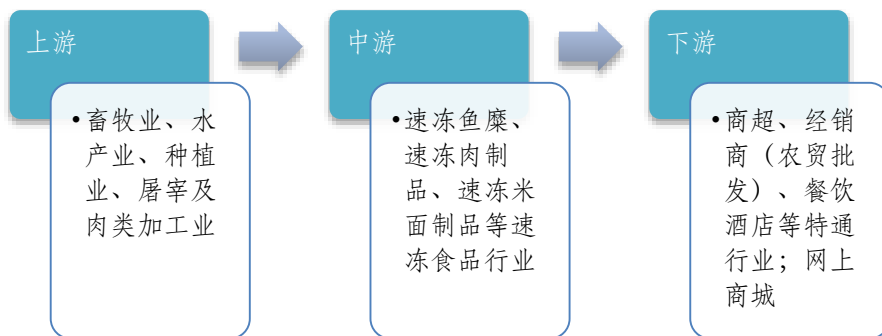 上游
•畜牧业、水
产业、种植
业、屠宰及
肉类加工业
中游
•速冻鱼糜、
速冻肉制
品、速冻米
面制品等速
冻食品行业
下游
•商超、经销
商（农贸批
发）、餐饮
酒店等特通
行业；网上
商城